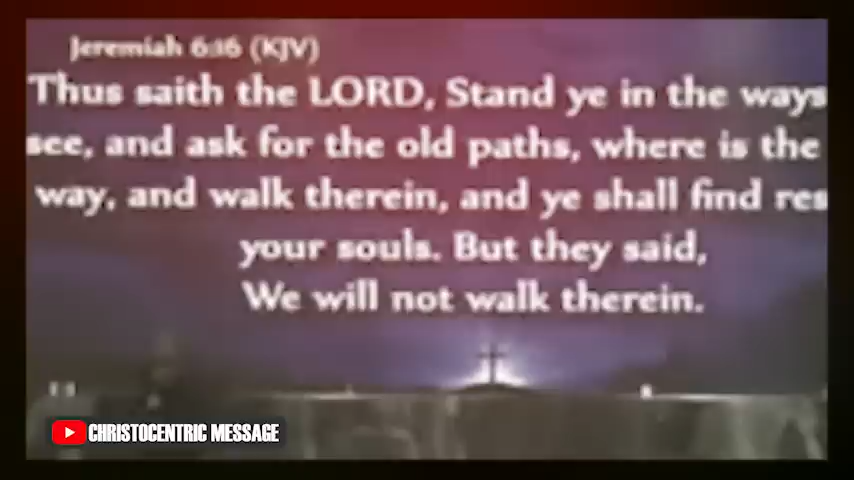 Jeremiah 6:16 (KJV)
Thus saith the LORD, Stand ye in the ways
see, and ask for the old paths, where is the
way, and walk therein, and ye shall find res
your souls. But they said,
We will not walk therein.
CHRISTOCENTRIC MESSAGE